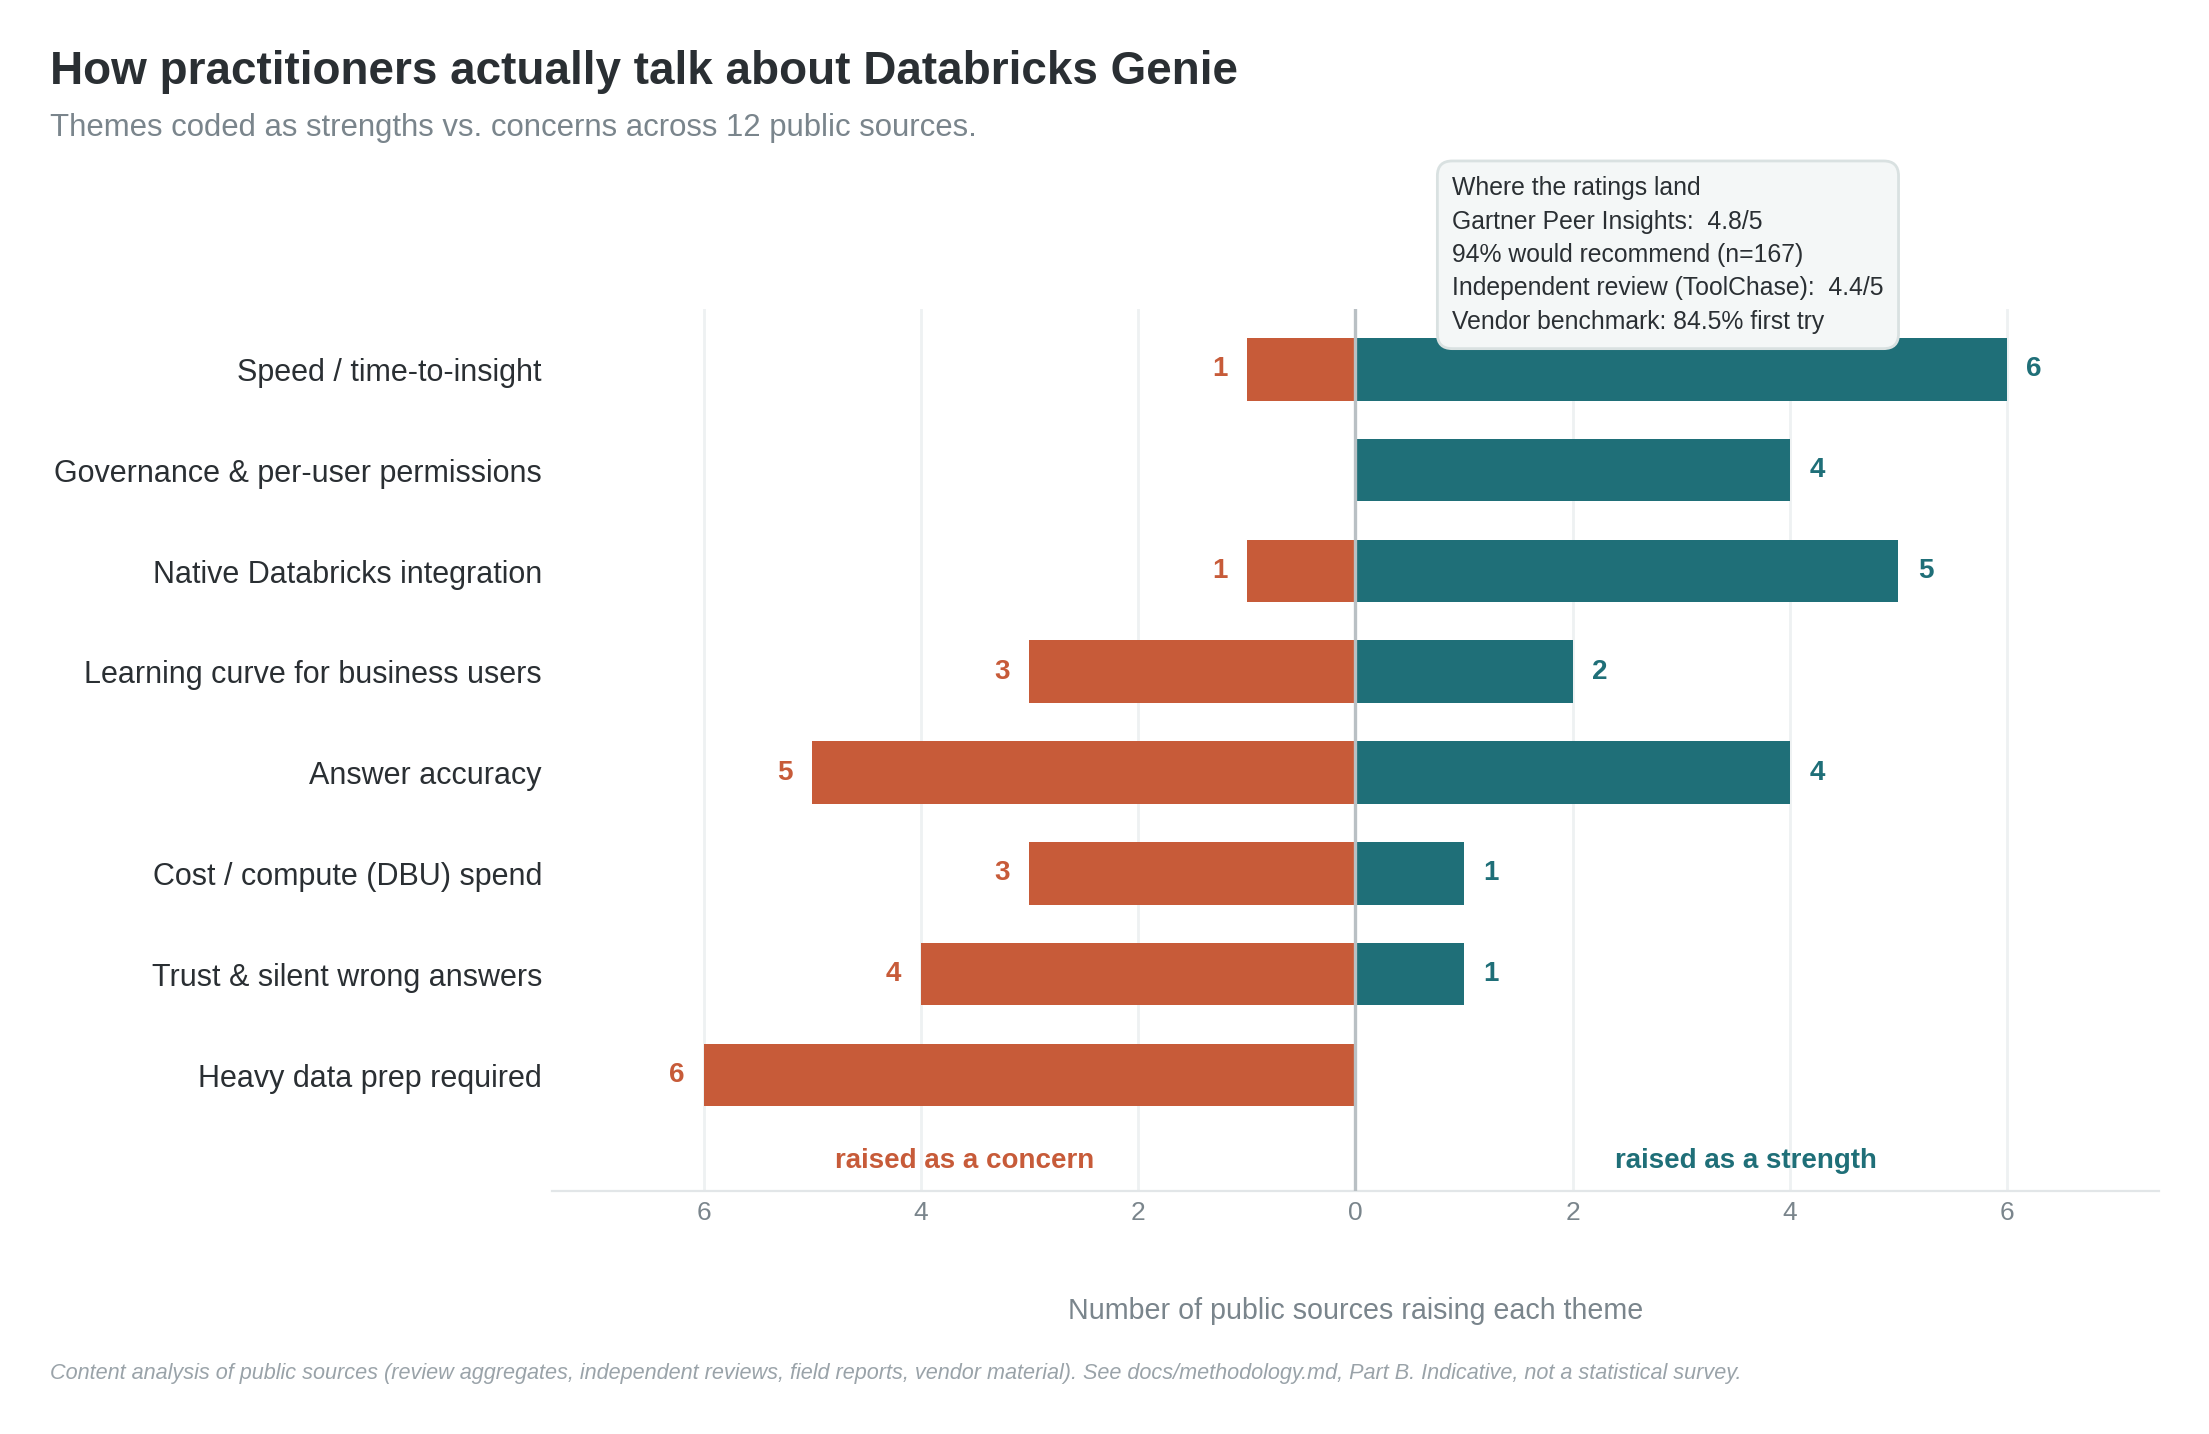 How practitioners actually talk about Databricks Genie
Themes coded as strengths vs. concerns across 12 public sources.
Where the ratings land
Gartner Peer Insights:  4.8/5
94% would recommend (n=167)
Independent review (ToolChase):  4.4/5
Vendor benchmark: 84.5% first try
Speed / time-to-insight 1 6
Governance & per-user permissions 4
Native Databricks integration 1 5
Learning curve for business users 3 2
Answer accuracy 5 4
Cost / compute (DBU) spend 3 1
Trust & silent wrong answers 4 1
Heavy data prep required 6
raised as a concern raised as a strength
6 4 2 0 2 4 6
Number of public sources raising each theme
Content analysis of public sources (review aggregates, independent reviews, field reports, vendor material). See docs/methodology.md, Part B. Indicative, not a statistical survey.